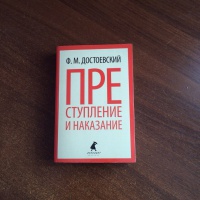 Ф. М. ДОСТОЕВСКИЙ
ПРЕ
СТУПЛЕНИЕ
И НАКАЗАНИЕ